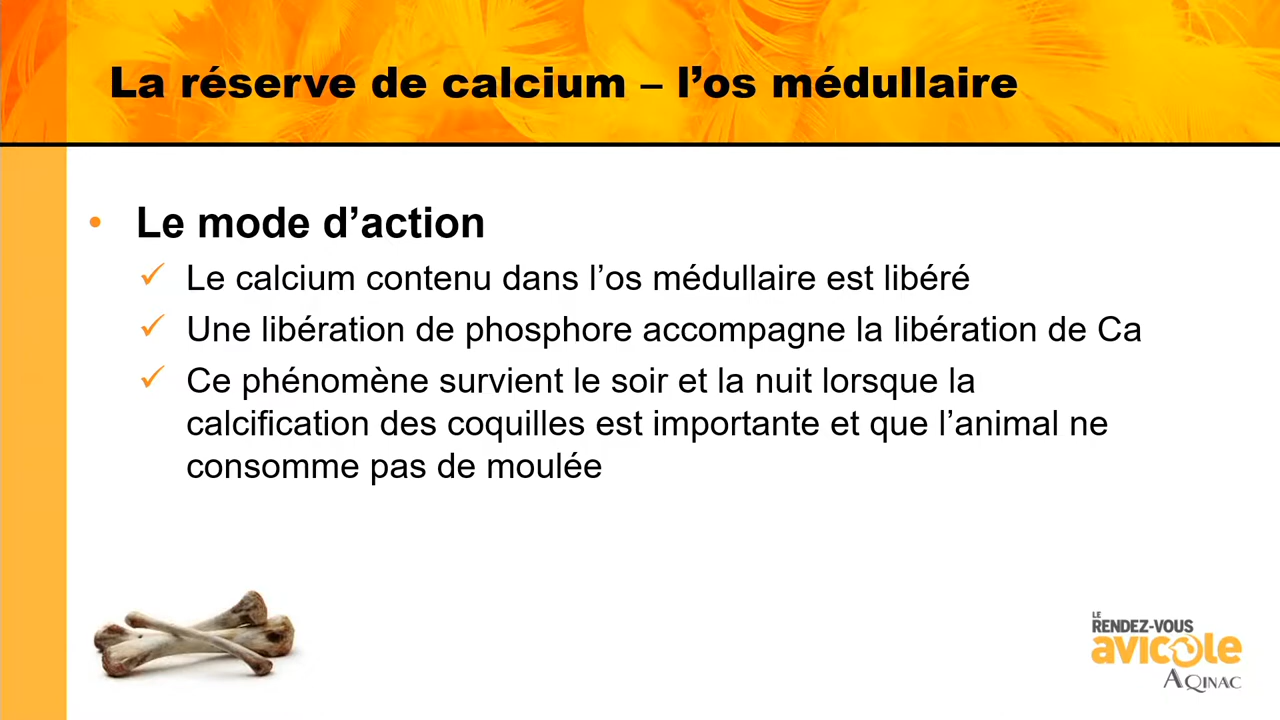 La réserve de calcium – l’os médullaire
• Le mode d’action
✓ Le calcium contenu dans l’os médullaire est libéré
✓ Une libération de phosphore accompagne la libération de Ca
✓ Ce phénomène survient le soir et la nuit lorsque la
calcification des coquilles est importante et que l’animal ne
consomme pas de moulée
LE
RENDEZ-VOUS
avicole
AQINAC